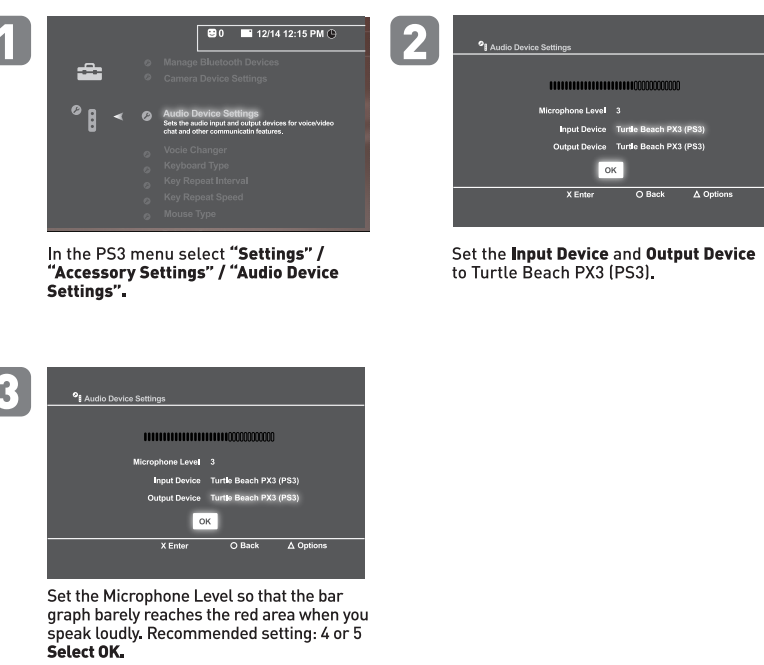 1
0 12/14 12:15 PM
Manage Bluetooth Devices
Camera Device Settings
Audio Device Settings
Sets the audio input and output devices for voice/video
chat and other communicatin features.
Vocie Changer
Keyboard Type
Key Repeat Interval
Key Repeat Speed
Mouse Type
In the PS3 menu select “Settings” /
“Accessory Settings” / “Audio Device
Settings”.
2
Audio Device Settings
Microphone Level 3
Input Device Turtle Beach PX3 (PS3)
Output Device Turtle Beach PX3 (PS3)
OK
X Enter O Back Δ Options
Set the Input Device and Output Device
to Turtle Beach PX3 (PS3).
3
Audio Device Settings
Microphone Level 3
Input Device Turtle Beach PX3 (PS3)
Output Device Turtle Beach PX3 (PS3)
OK
X Enter O Back Δ Options
Set the Microphone Level so that the bar
graph barely reaches the red area when you
speak loudly. Recommended setting: 4 or 5
Select OK.